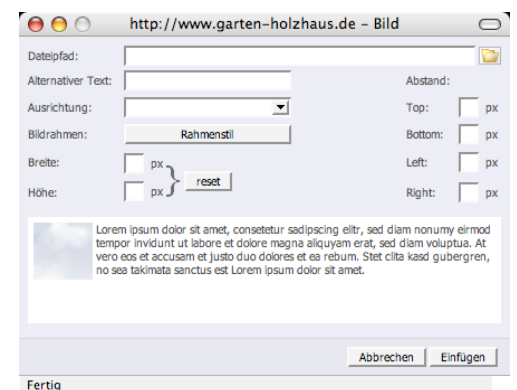 http://www.garten-holzhaus.de – Bild
Dateipfad:
Alternativer Text:
Abstand:
Ausrichtung:
Top: px
Bildrahmen: Rahmenstil
Bottom: px
Breite: px
Left: px
reset
Höhe: px
Right: px
Lorem ipsum dolor sit amet, consetetur sadipscing elitr, sed diam nonumy eirmod
tempor invidunt ut labore et dolore magna aliquyam erat, sed diam voluptua. At
vero eos et accusam et justo duo dolores et ea rebum. Stet clita kasd gubergren,
no sea takimata sanctus est Lorem ipsum dolor sit amet.
Abbrechen Einfügen
Fertig